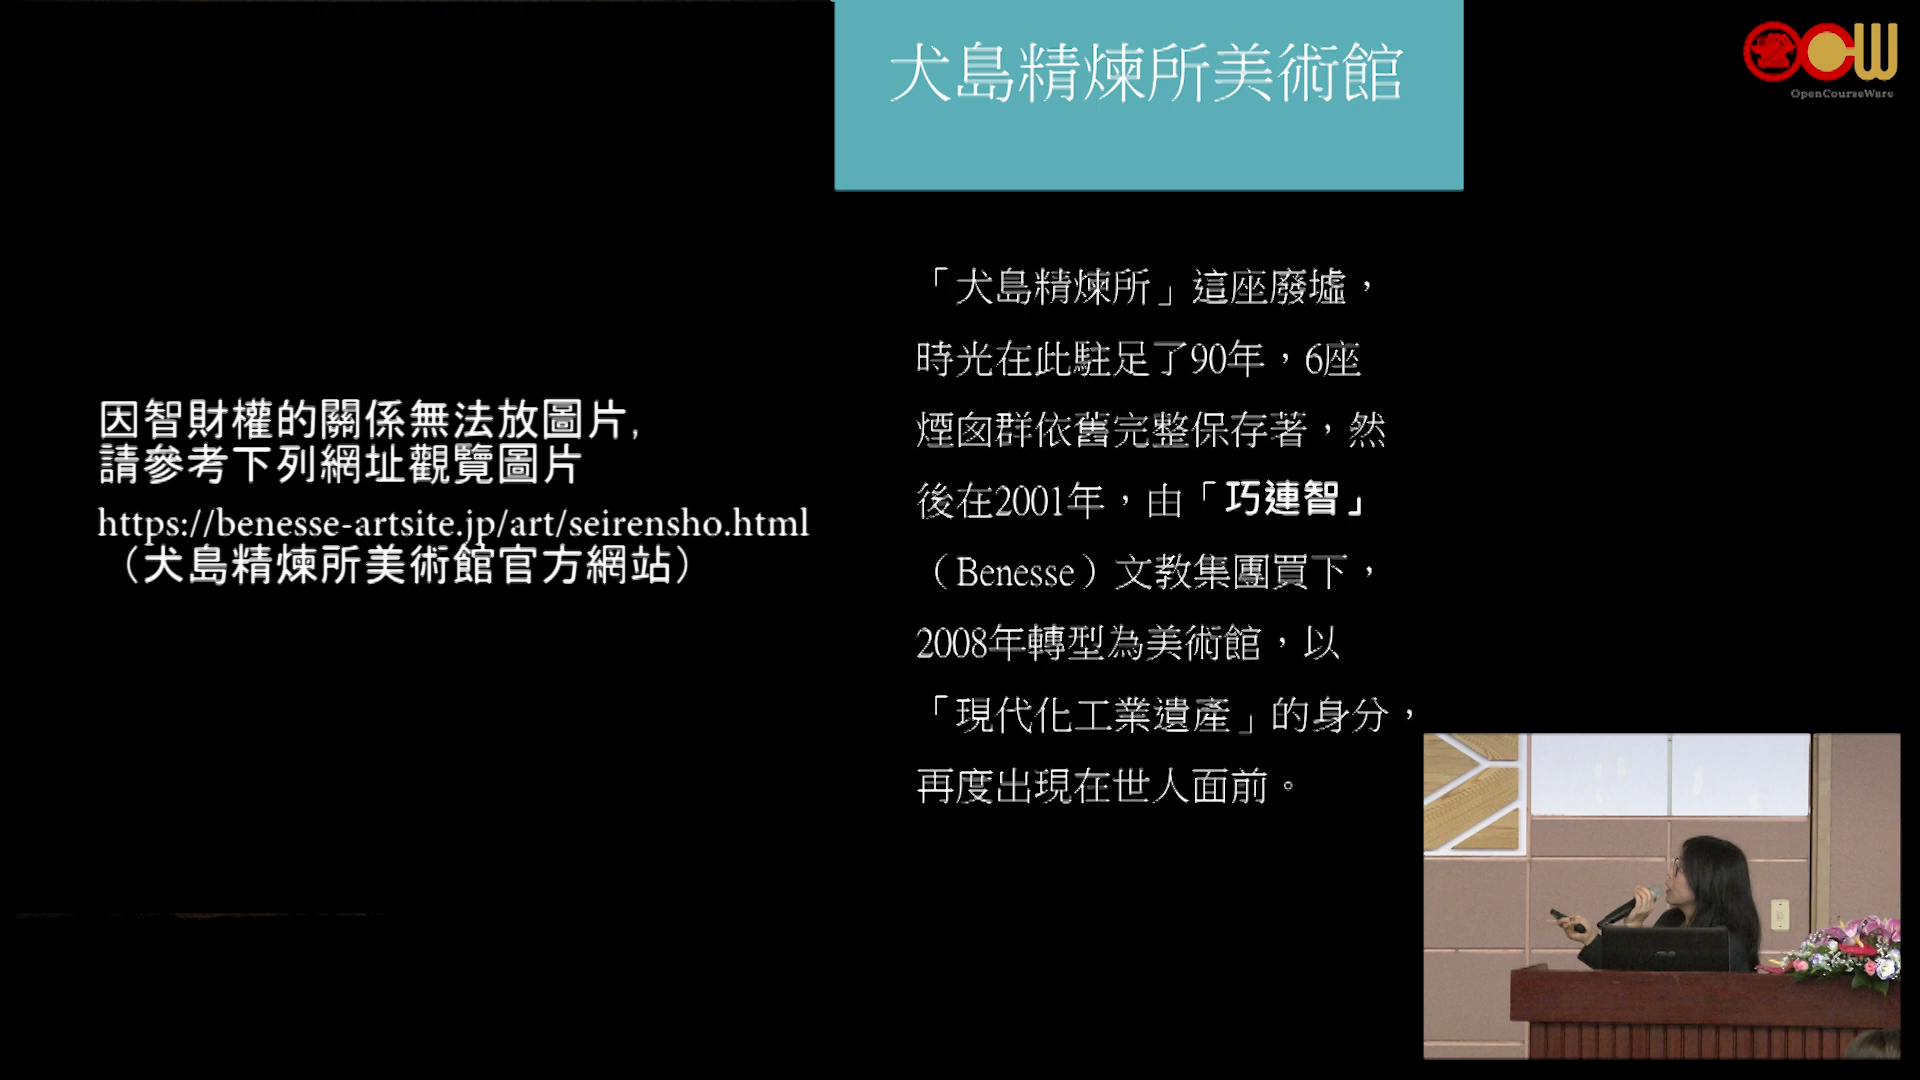 犬島精煉所美術館
OpenCourseWare
「犬島精煉所」這座廢墟，
時光在此駐足了90年，6座
煙囪群依舊完整保存著，然
後在2001年，由「巧連智」
（Benesse）文教集團買下，
2008年轉型為美術館，以
「現代化工業遺產」的身分，
再度出現在世人面前。
因智財權的關係無法放圖片,
請參考下列網址觀覽圖片
https://benesse-artsite.jp/art/seirensho.html
（犬島精煉所美術館官方網站）